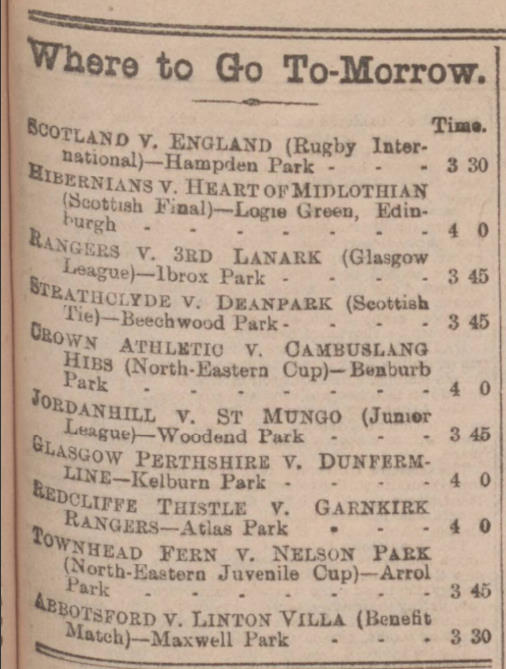 Where to Go To-Morrow.
Time.
SCOTLAND V. ENGLAND (Rugby Inter-
national)—Hampden Park - - - 3 30
HIBERNIANS V. HEART OF MIDLOTHIAN
(Scottish Final)—Logie Green, Edin-
burgh - - - - - - - 4 0
RANGERS V. 3RD LANARK (Glasgow
League)—Ibrox Park - - - - 3 45
STRATHCLYDE V. DEANPARK (Scottish
Tie)—Beechwood Park - - - - 3 45
CROWN ATHLETIC V. CAMBUSLANG
HIBS (North-Eastern Cup)—Benburb
Park - - - - - - - 4 0
JORDANHILL V. ST MUNGO (Junior
League)—Woodend Park - - - 3 45
GLASGOW PERTHSHIRE V. DUNFERM-
LINE—Kelburn Park - - - - 4 0
REDCLIFFE THISTLE V. GARNKIRK
RANGERS—Atlas Park - - - 4 0
TOWNHEAD FERN V. NELSON PARK
(North-Eastern Juvenile Cup)—Arrol
Park - - - - - - - 3 45
ABBOTSFORD V. LINTON VILLA (Benefit
Match)—Maxwell Park - - - 3 30